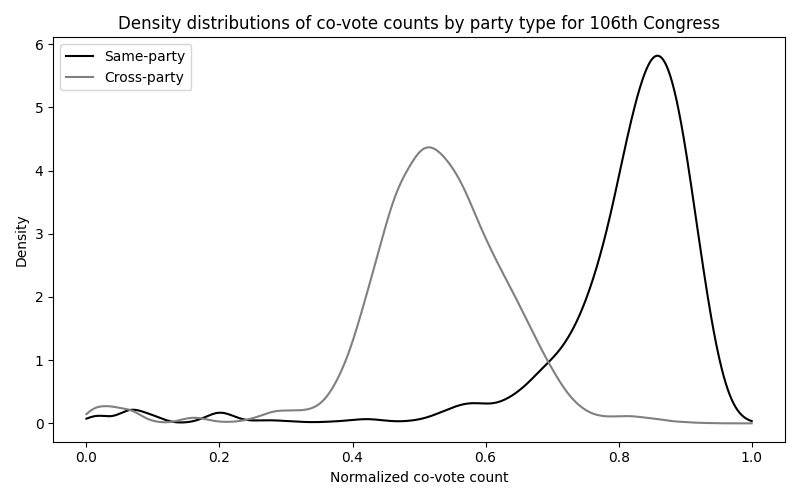 Density distributions of co-vote counts by party type for 106th Congress
Same-party
Cross-party
6
5
4
3
2
1
0
Density
0.0 0.2 0.4 0.6 0.8 1.0
Normalized co-vote count